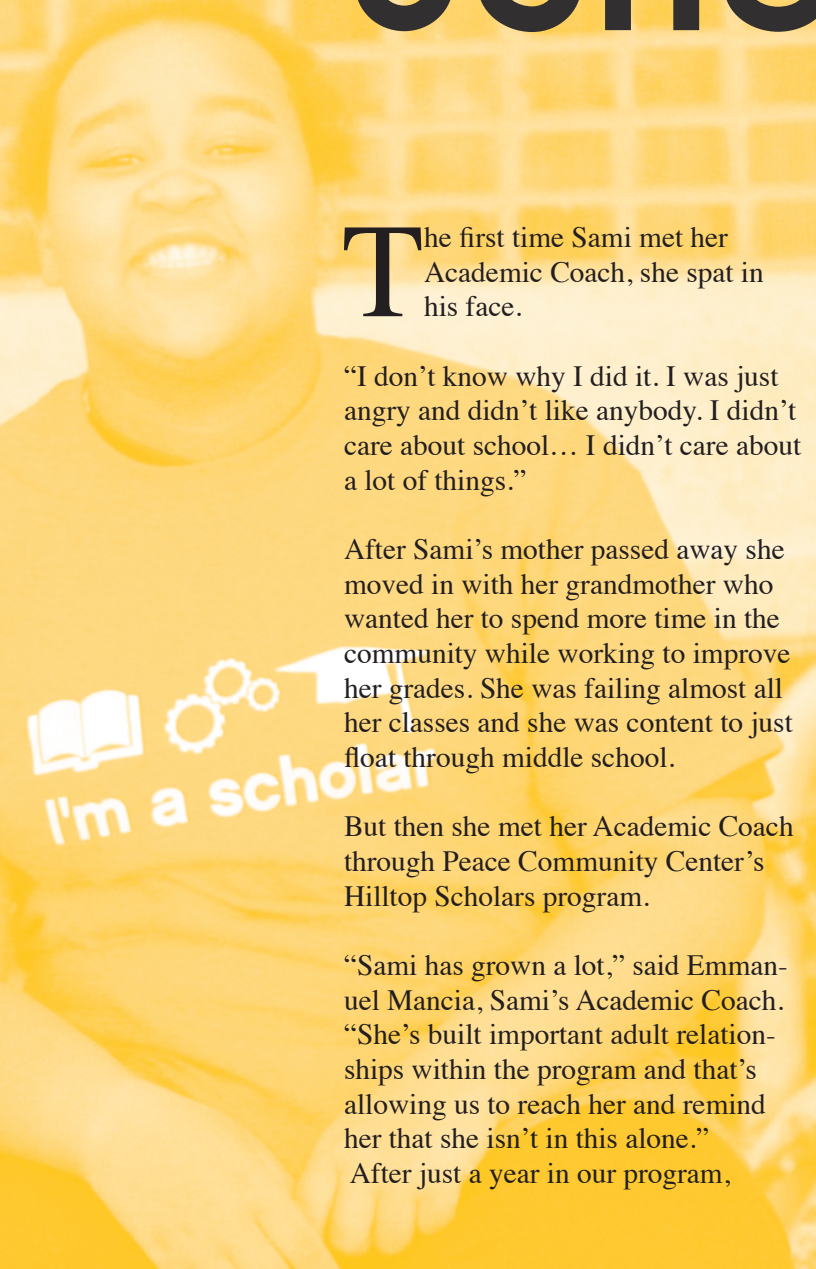 The first time Sami met her
Academic Coach, she spat in
his face.
“I don’t know why I did it. I was just
angry and didn’t like anybody. I didn’t
care about school… I didn’t care about
a lot of things.”
After Sami’s mother passed away she
moved in with her grandmother who
wanted her to spend more time in the
community while working to improve
her grades. She was failing almost all
her classes and she was content to just
float through middle school.
But then she met her Academic Coach
through Peace Community Center’s
Hilltop Scholars program.
“Sami has grown a lot,” said Emman-
uel Mancia, Sami’s Academic Coach.
“She’s built important adult relation-
ships within the program and that’s
allowing us to reach her and remind
her that she isn’t in this alone.”
After just a year in our program,
I'm a scholar